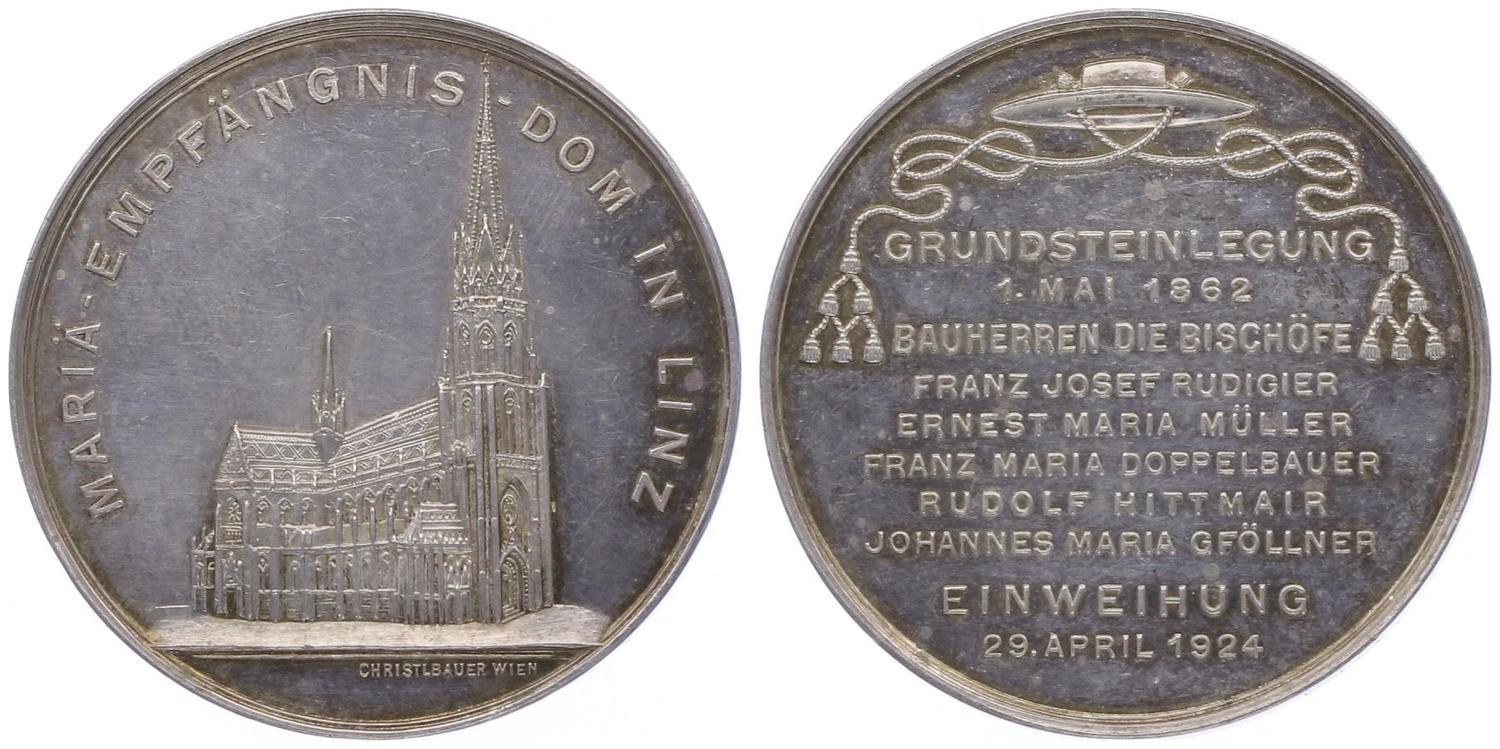 MARIÄ-EMPFÄNGNIS-DOM IN LINZ
CHRISTLBAUER WIEN
GRUNDSTEINLEGUNG
1. MAI 1862
BAUHERREN DIE BISCHÖFE
FRANZ JOSEF RUDIGIER
ERNEST MARIA MÜLLER
FRANZ MARIA DOPPELBAUER
RUDOLF HITTMAIR
JOHANNES MARIA GFÖLLNER
EINWEIHUNG
29. APRIL 1924